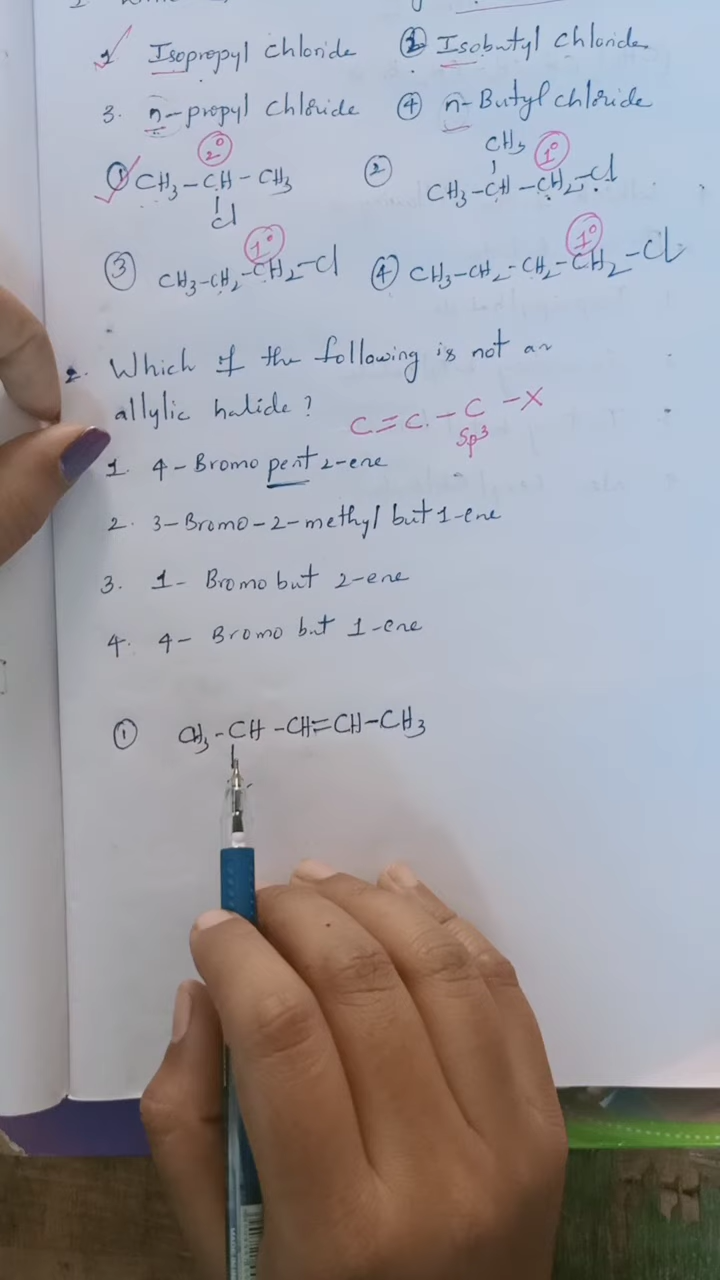 1 Isopropyl chloride ② Isobutyl chloride
3. n-propyl chloride ④ n-Butyl chloride
① CH3-CH-CH3 2° Cl
② CH3 CH3-CH-CH2-Cl 1°
③ CH3-CH2-CH2-Cl 1°
④ CH3-CH2-CH2-CH2-Cl 1°
2. Which of the following is not an
allylic halide? C=C-C-X
sp3
1. 4-Bromo pent 2-ene
2. 3-Bromo-2-methyl but 1-ene
3. 1- Bromo but 2-ene
4. 4- Bromo but 1-ene
① CH3-CH-CH=CH-CH3